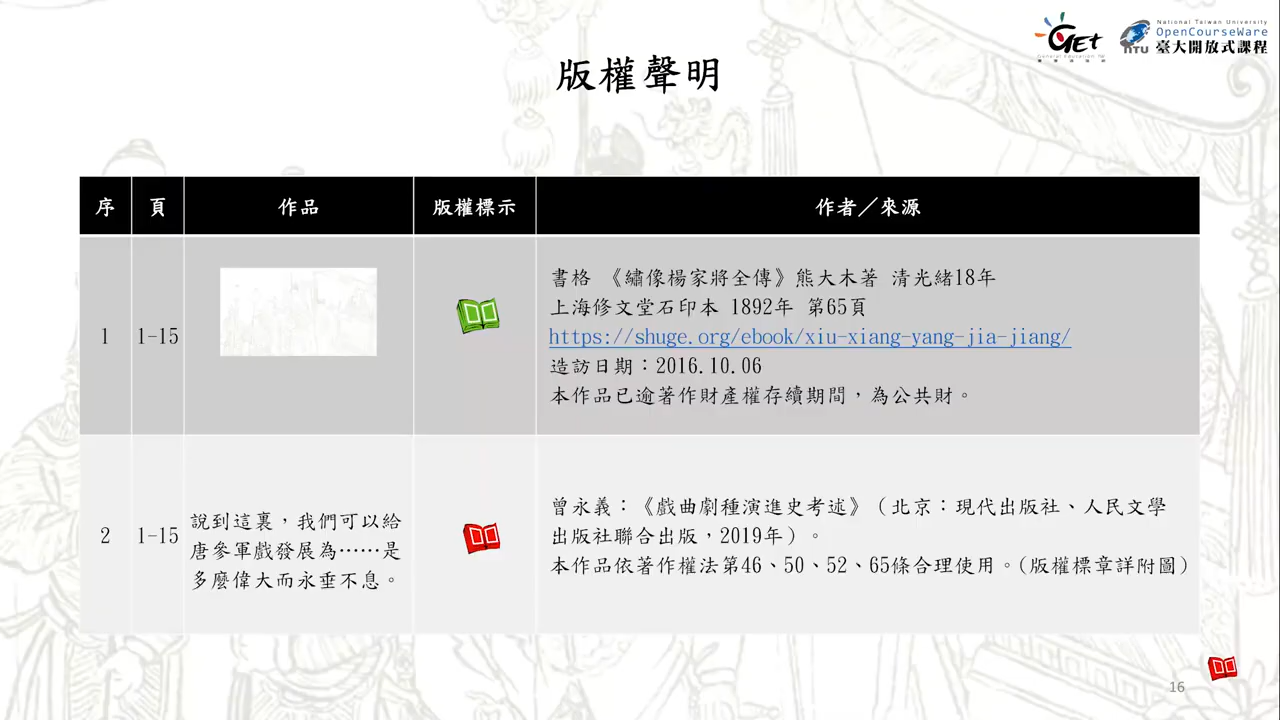 GET
General Education TW
National Taiwan University
OpenCourseWare
NTU
臺大開放式課程
版權聲明
序 頁 作品 版權標示 作者／來源
1 1-15
書格 《繡像楊家將全傳》熊大木著 清光緒18年
上海修文堂石印本 1892年 第65頁
https://shuge.org/ebook/xiu-xiang-yang-jia-jiang/
造訪日期：2016.10.06
本作品已逾著作財產權存續期間，為公共財。
2 1-15
說到這裏，我們可以給
唐參軍戲發展為……是
多麼偉大而永垂不息。
曾永義：《戲曲劇種演進史考述》（北京：現代出版社、人民文學
出版社聯合出版，2019年）。
本作品依著作權法第46、50、52、65條合理使用。(版權標章詳附圖)
16